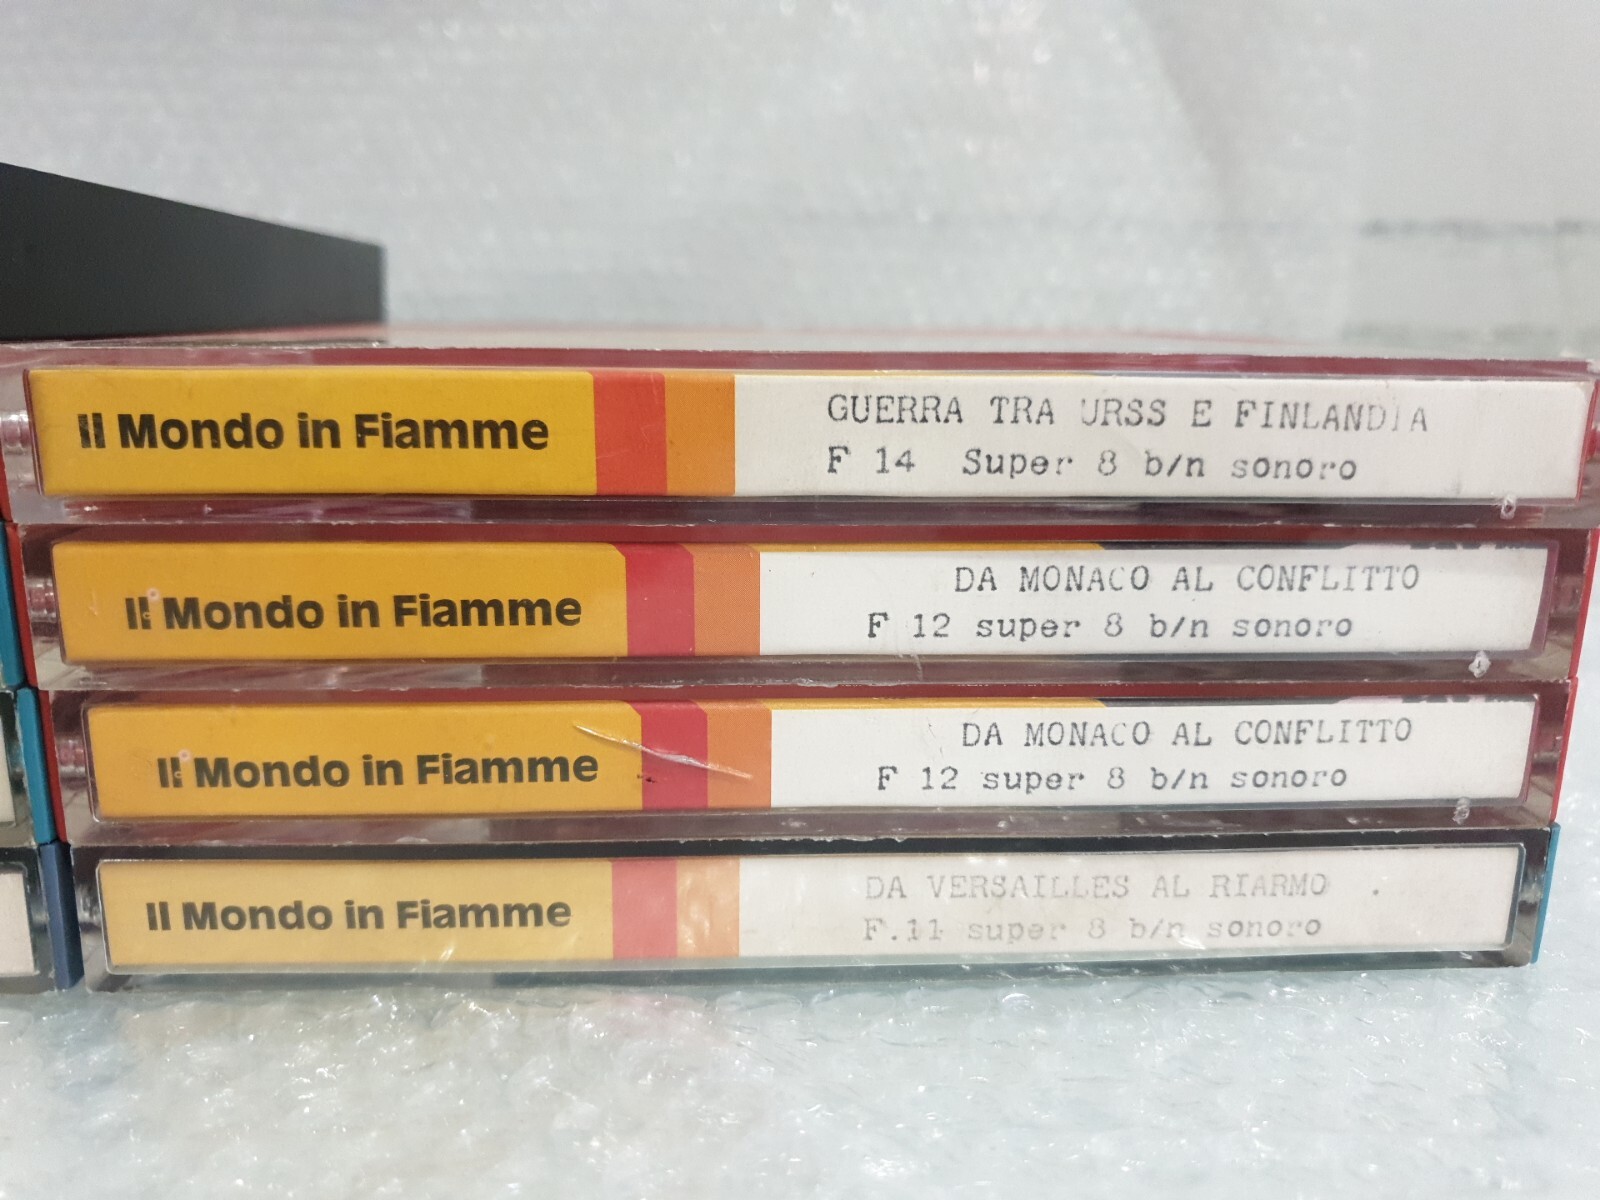 Il Mondo in Fiamme
GUERRA TRA URSS E FINLANDIA
F 14 Super 8 b/n sonoro
Il Mondo in Fiamme
DA MONACO AL CONFLITTO
F 12 super 8 b/n sonoro
Il Mondo in Fiamme
DA MONACO AL CONFLITTO
F 12 super 8 b/n sonoro
Il Mondo in Fiamme
DA VERSAILLES AL RIARMO .
F.11 super 8 b/n sonoro